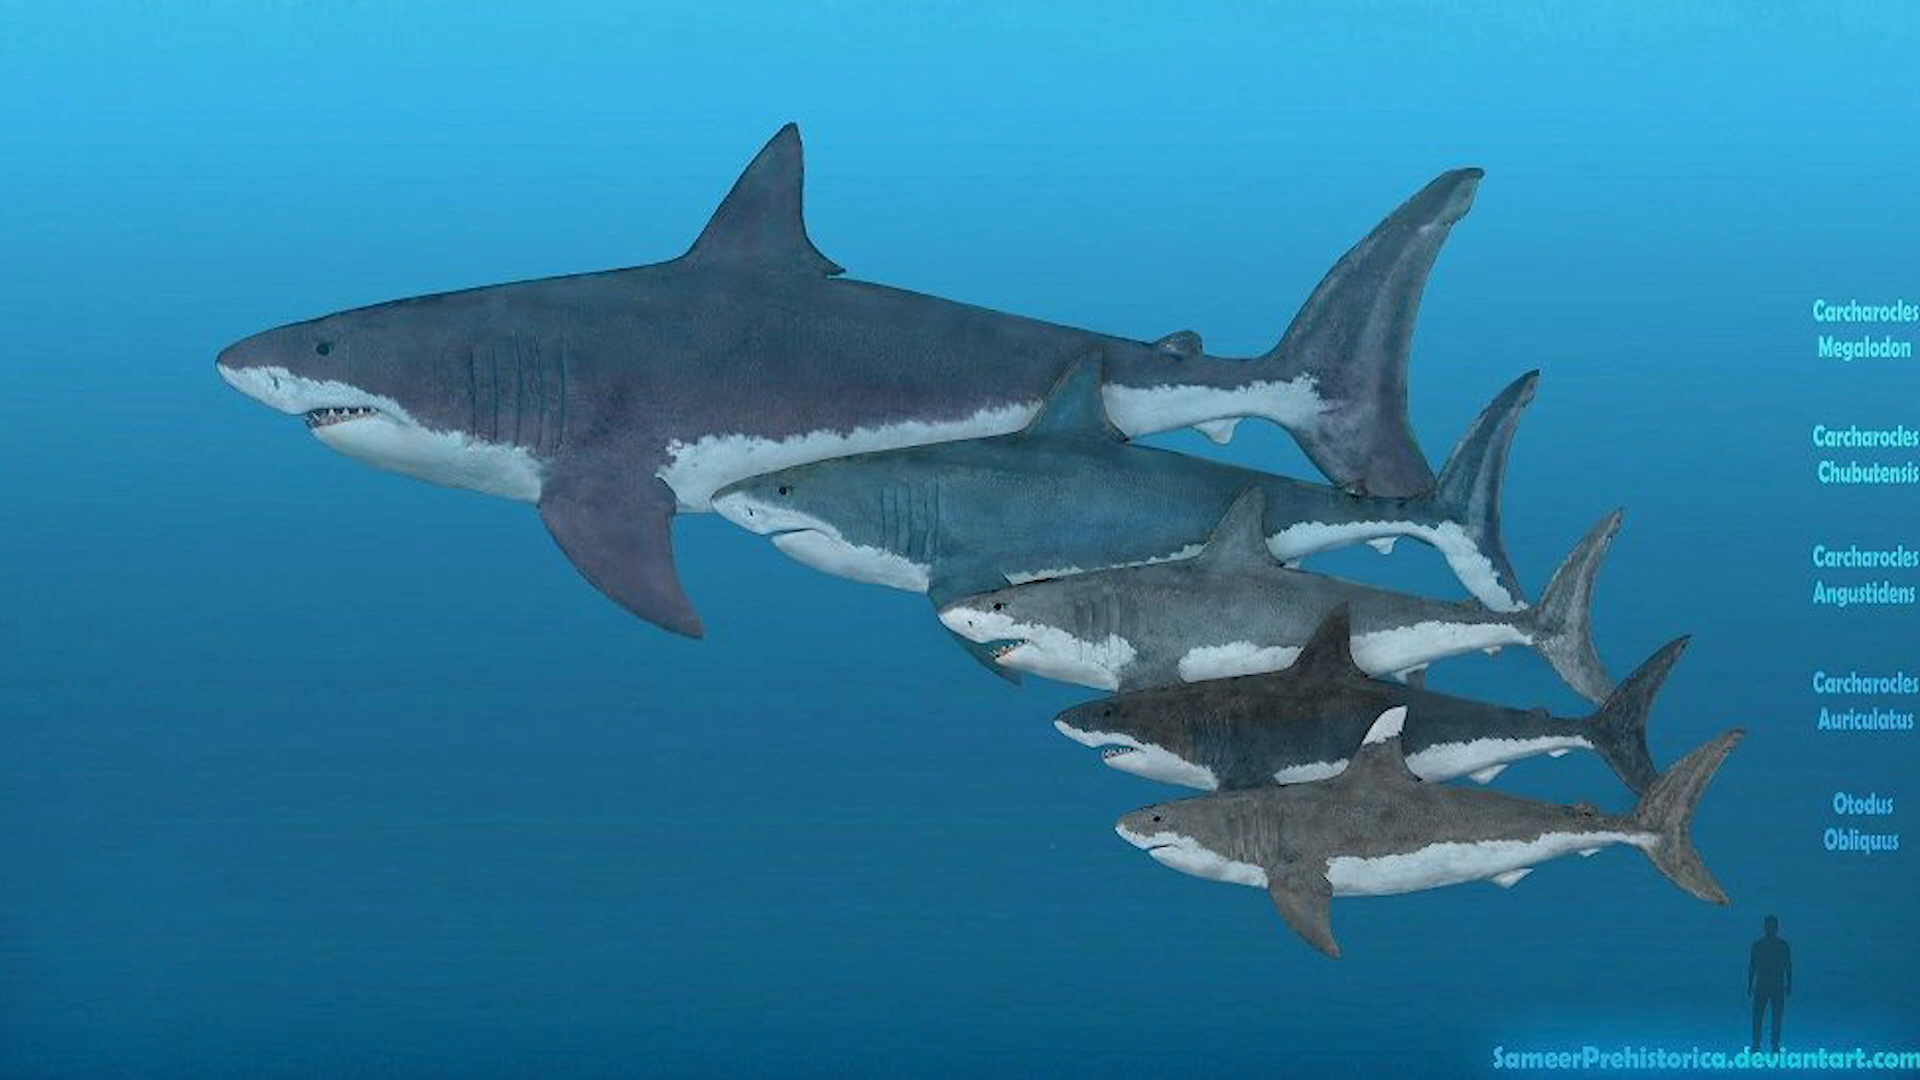 Carcharocles
Megalodon
Carcharocles
Chubutensis
Carcharocles
Angustidens
Carcharocles
Auriculatus
Otodus
Obliquus
SameerPrehistorica.deviantart.com